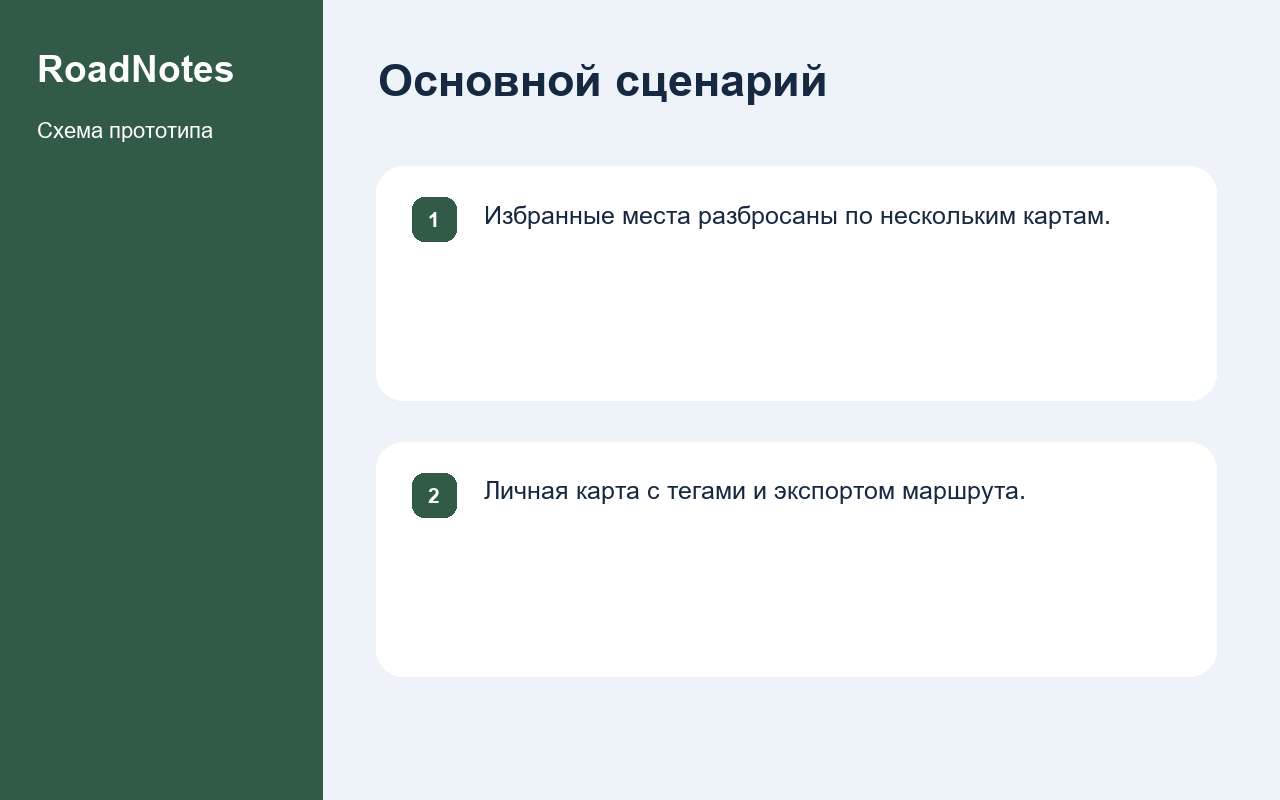 RoadNotes
Схема прототипа
Основной сценарий
1 Избранные места разбросаны по нескольким картам.
2 Личная карта с тегами и экспортом маршрута.